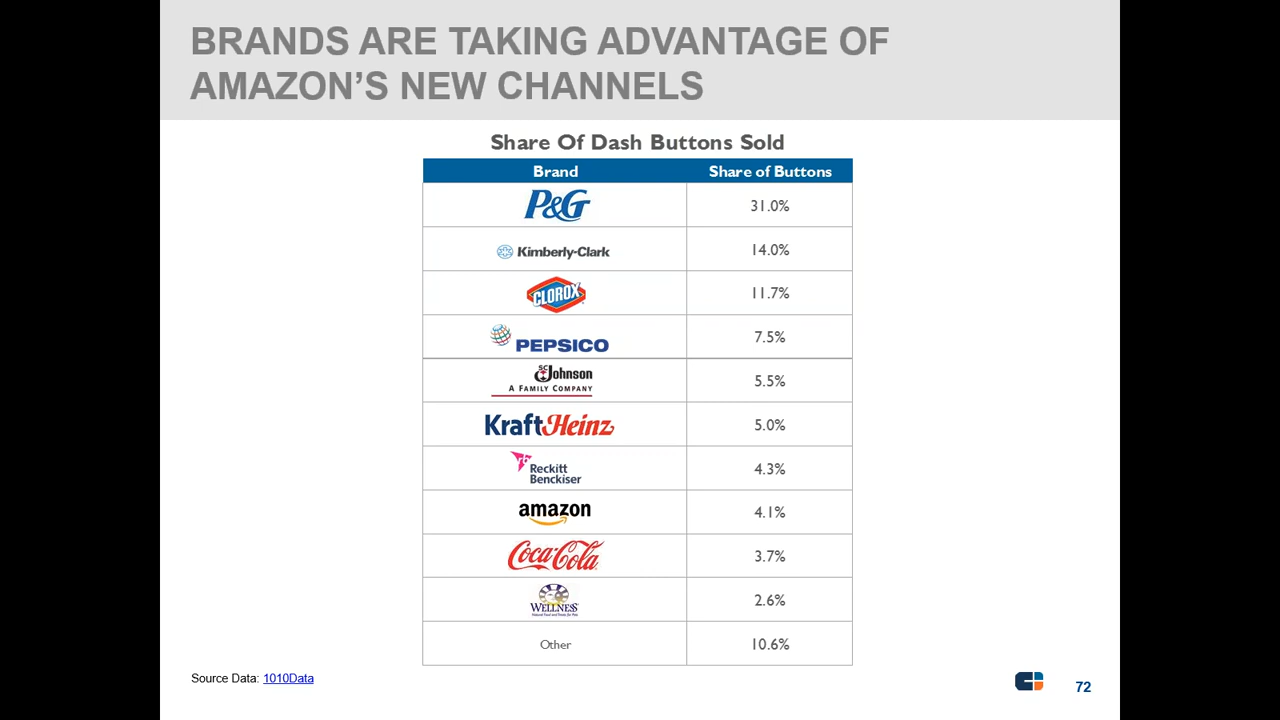 BRANDS ARE TAKING ADVANTAGE OF
AMAZON’S NEW CHANNELS
Share Of Dash Buttons Sold
Brand Share of Buttons
P&G 31.0%
Kimberly-Clark 14.0%
CLOROX 11.7%
PEPSICO 7.5%
SC Johnson
A FAMILY COMPANY 5.5%
KraftHeinz 5.0%
rb Reckitt
Benckiser 4.3%
amazon 4.1%
Coca-Cola 3.7%
WELLNESS 2.6%
Other 10.6%
Source Data: 1010Data
72